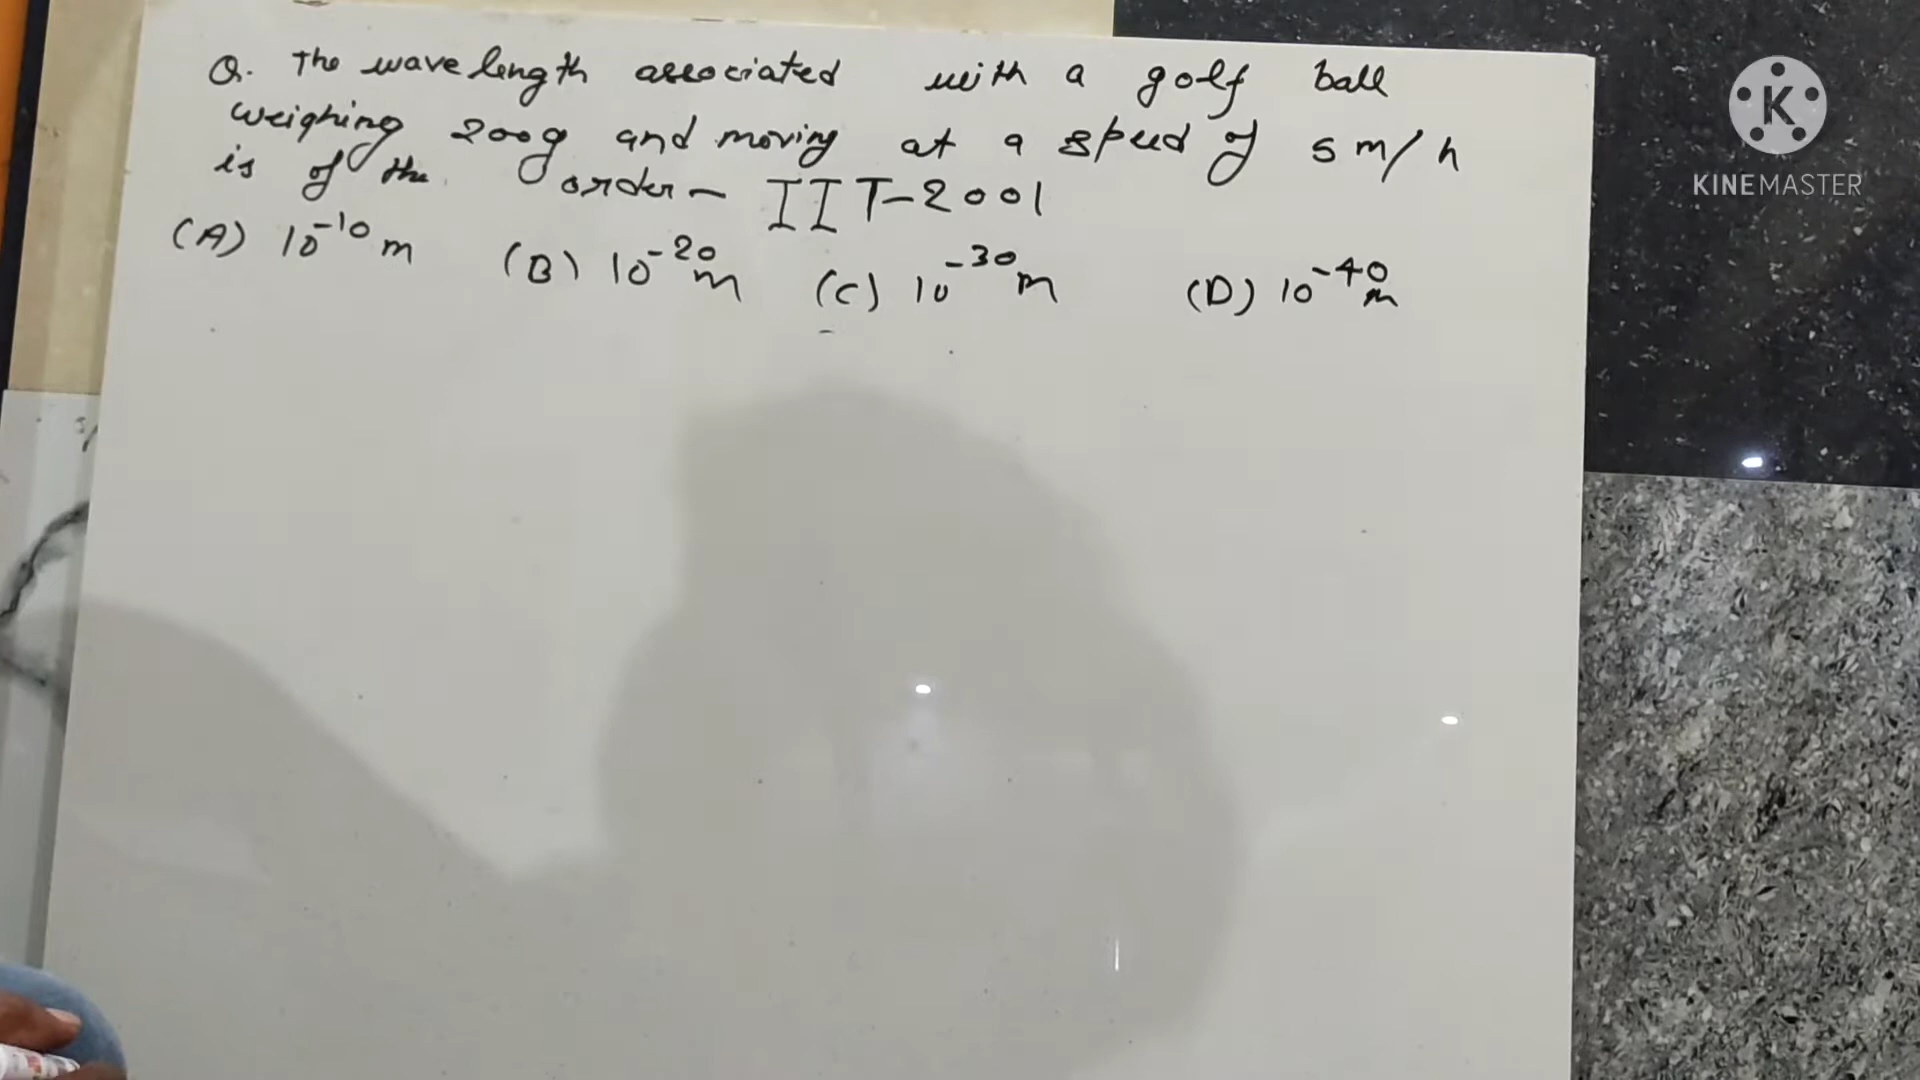 Q. The wavelength associated with a golf ball
weighing 200g and moving at a speed of 5 m/h
is of the order - IIT-2001
(A) 10⁻¹⁰ m (B) 10⁻²⁰ m (C) 10⁻³⁰ m (D) 10⁻⁴⁰ m
K
KINEMASTER